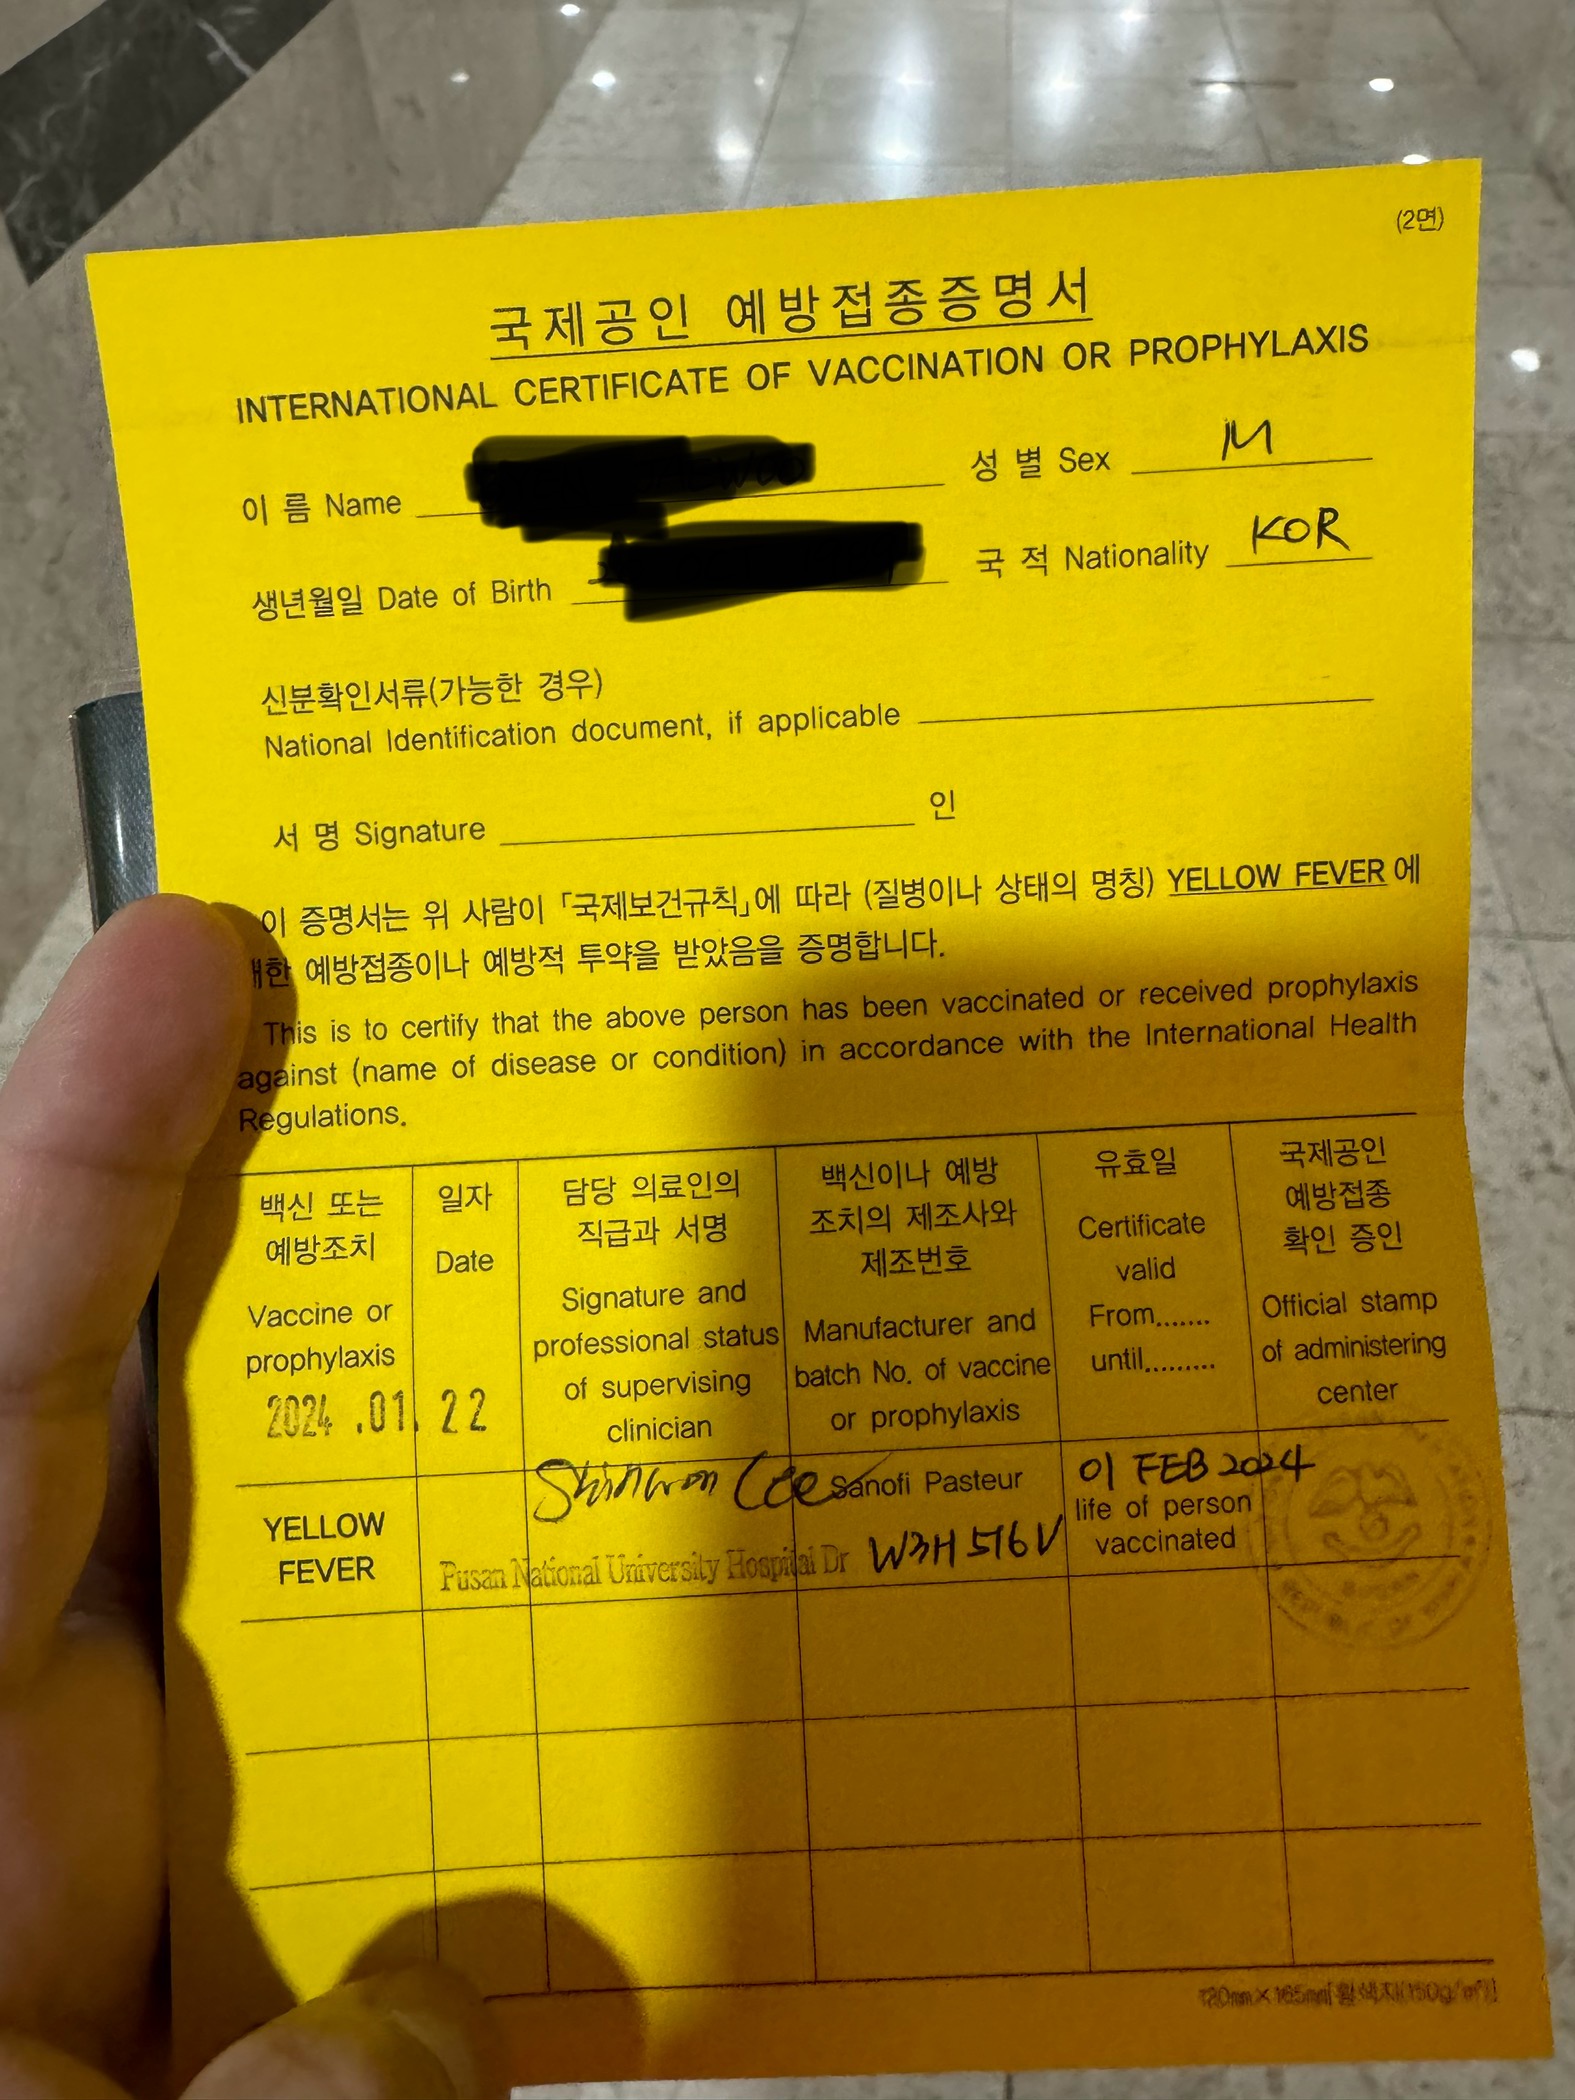 (2면)
국제공인 예방접종증명서
INTERNATIONAL CERTIFICATE OF VACCINATION OR PROPHYLAXIS
이 름 Name
성 별 Sex M
생년월일 Date of Birth
국 적 Nationality KOR
신분확인서류(가능한 경우)
National Identification document, if applicable
서 명 Signature 인
이 증명서는 위 사람이 「국제보건규칙」에 따라 (질병이나 상태의 명칭) YELLOW FEVER 에
대한 예방접종이나 예방적 투약을 받았음을 증명합니다.
This is to certify that the above person has been vaccinated or received prophylaxis
against (name of disease or condition) in accordance with the International Health
Regulations.
백신 또는
예방조치
Vaccine or
prophylaxis
일자
Date
담당 의료인의
직급과 서명
Signature and
professional status
of supervising
clinician
백신이나 예방
조치의 제조사와
제조번호
Manufacturer and
batch No. of vaccine
or prophylaxis
유효일
Certificate
valid
From.......
until.........
국제공인
예방접종
확인 증인
Official stamp
of administering
center
2024.01.22
YELLOW
FEVER
Pusan National University Hospital Dr
Sanofi Pasteur
W3H516V
01 FEB 2024
life of person
vaccinated